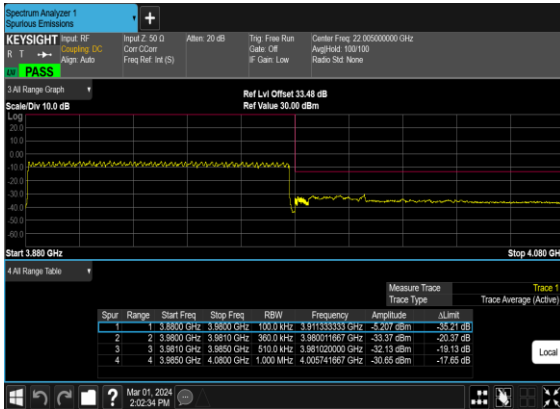 Spectrum Analyzer 1
Spurious Emissions
+
KEYSIGHT Input: RF Input Z: 50 Ω Atten: 20 dB Trig: Free Run Center Freq: 22.005000000 GHz
R T Coupling: DC Corr CCorr Gate: Off Avg|Hold: 100/100
Align: Auto Freq Ref: Int (S) IF Gain: Low Radio Std: None
LXI PASS
3 All Range Graph
Ref Lvl Offset 33.48 dB
Scale/Div 10.0 dB Ref Value 30.00 dBm
Log
20.0
10.0
0.00
-10.0
-20.0
-30.0
-40.0
-50.0
-60.0
Start 3.880 GHz Stop 4.080 GH
4 All Range Table
Measure Trace Trace 1
Trace Type Trace Average (Active)
Spur Range Start Freq Stop Freq RBW Frequency Amplitude ΔLimit
1 1 3.8800 GHz 3.9800 GHz 100.0 kHz 3.911333333 GHz -5.207 dBm -35.21 dB
2 2 3.9800 GHz 3.9810 GHz 360.0 kHz 3.980011667 GHz -33.37 dBm -20.37 dB
3 3 3.9810 GHz 3.9850 GHz 510.0 kHz 3.981020000 GHz -32.13 dBm -19.13 dB
4 4 3.9850 GHz 4.0800 GHz 1.000 MHz 4.005741667 GHz -30.65 dBm -17.65 dB
Local
?
Mar 01, 2024
2:02:34 PM